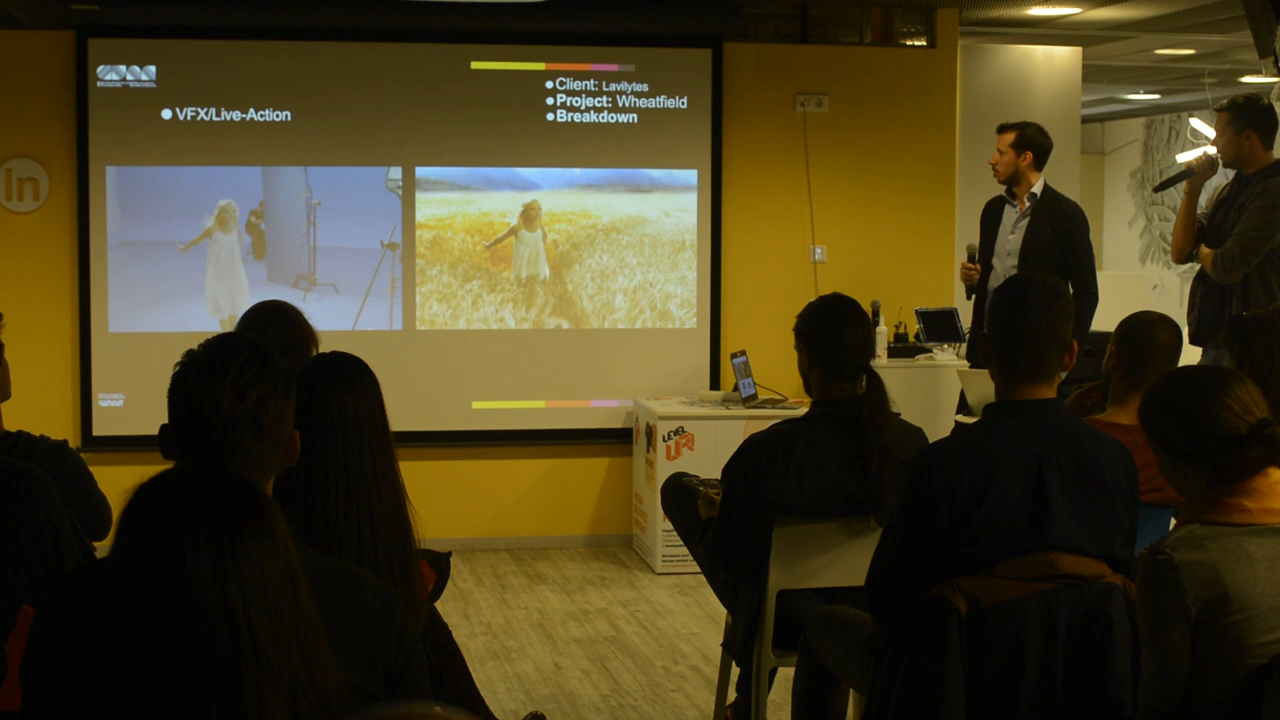 VFX/Live-Action
Client: Lavilytes
Project: Wheatfield
Breakdown
in
LEVEL
UP